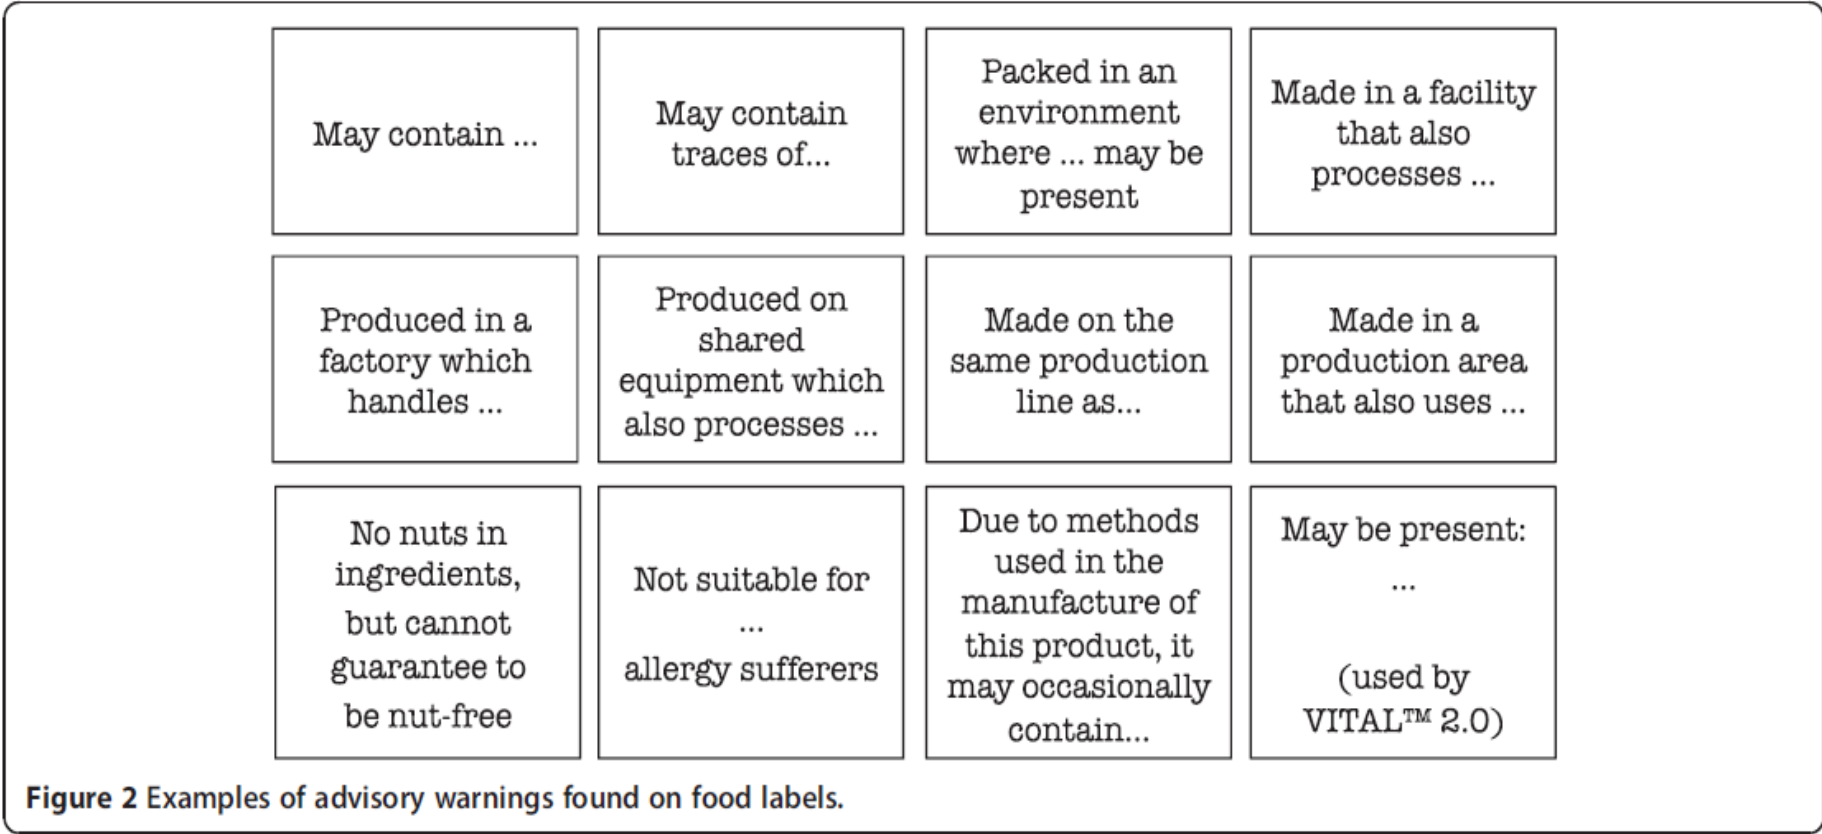 May contain ...
May contain
traces of...
Packed in an
environment
where ... may be
present
Made in a facility
that also
processes ...
Produced in a
factory which
handles ...
Produced on
shared
equipment which
also processes ...
Made on the
same production
line as...
Made in a
production area
that also uses ...
No nuts in
ingredients,
but cannot
guarantee to
be nut-free
Not suitable for
...
allergy sufferers
Due to methods
used in the
manufacture of
this product, it
may occasionally
contain...
May be present:
...
(used by
VITAL™ 2.0)
Figure 2 Examples of advisory warnings found on food labels.